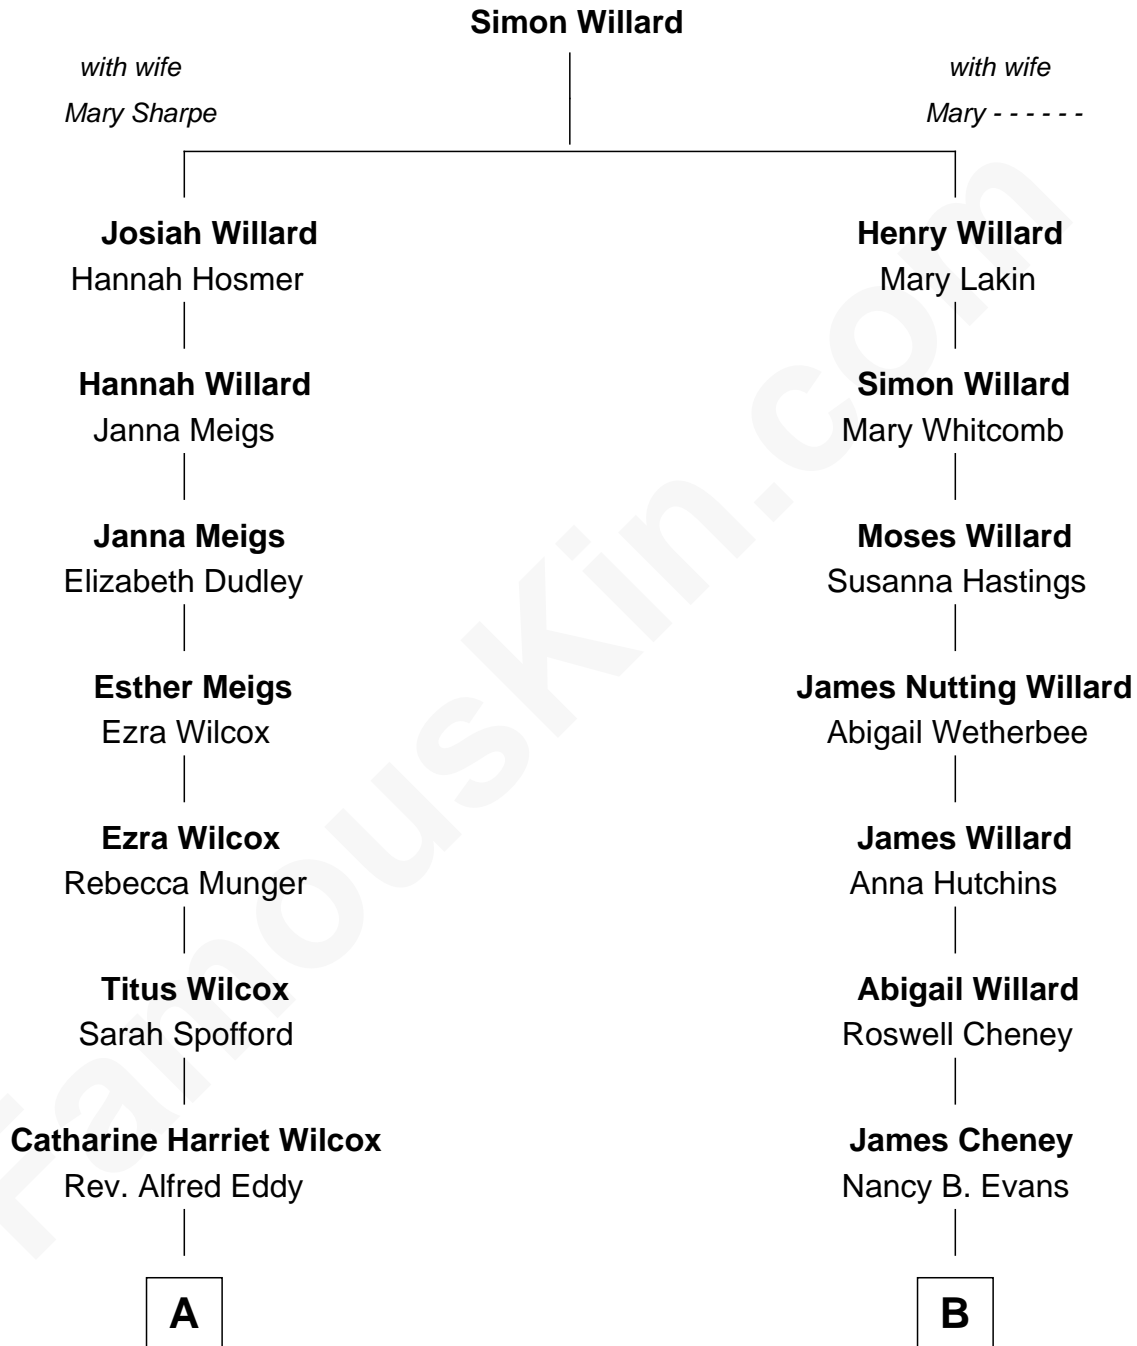 Simon Willard
with wife
Mary Sharpe
with wife
Mary - - - - - -
Josiah Willard
Hannah Hosmer
Henry Willard
Mary Lakin
Hannah Willard
Janna Meigs
Simon Willard
Mary Whitcomb
Janna Meigs
Elizabeth Dudley
Moses Willard
Susanna Hastings
Esther Meigs
Ezra Wilcox
James Nutting Willard
Abigail Wetherbee
Ezra Wilcox
Rebecca Munger
James Willard
Anna Hutchins
Titus Wilcox
Sarah Spofford
Abigail Willard
Roswell Cheney
Catharine Harriet Wilcox
Rev. Alfred Eddy
James Cheney
Nancy B. Evans
A
B
FamousKin.com